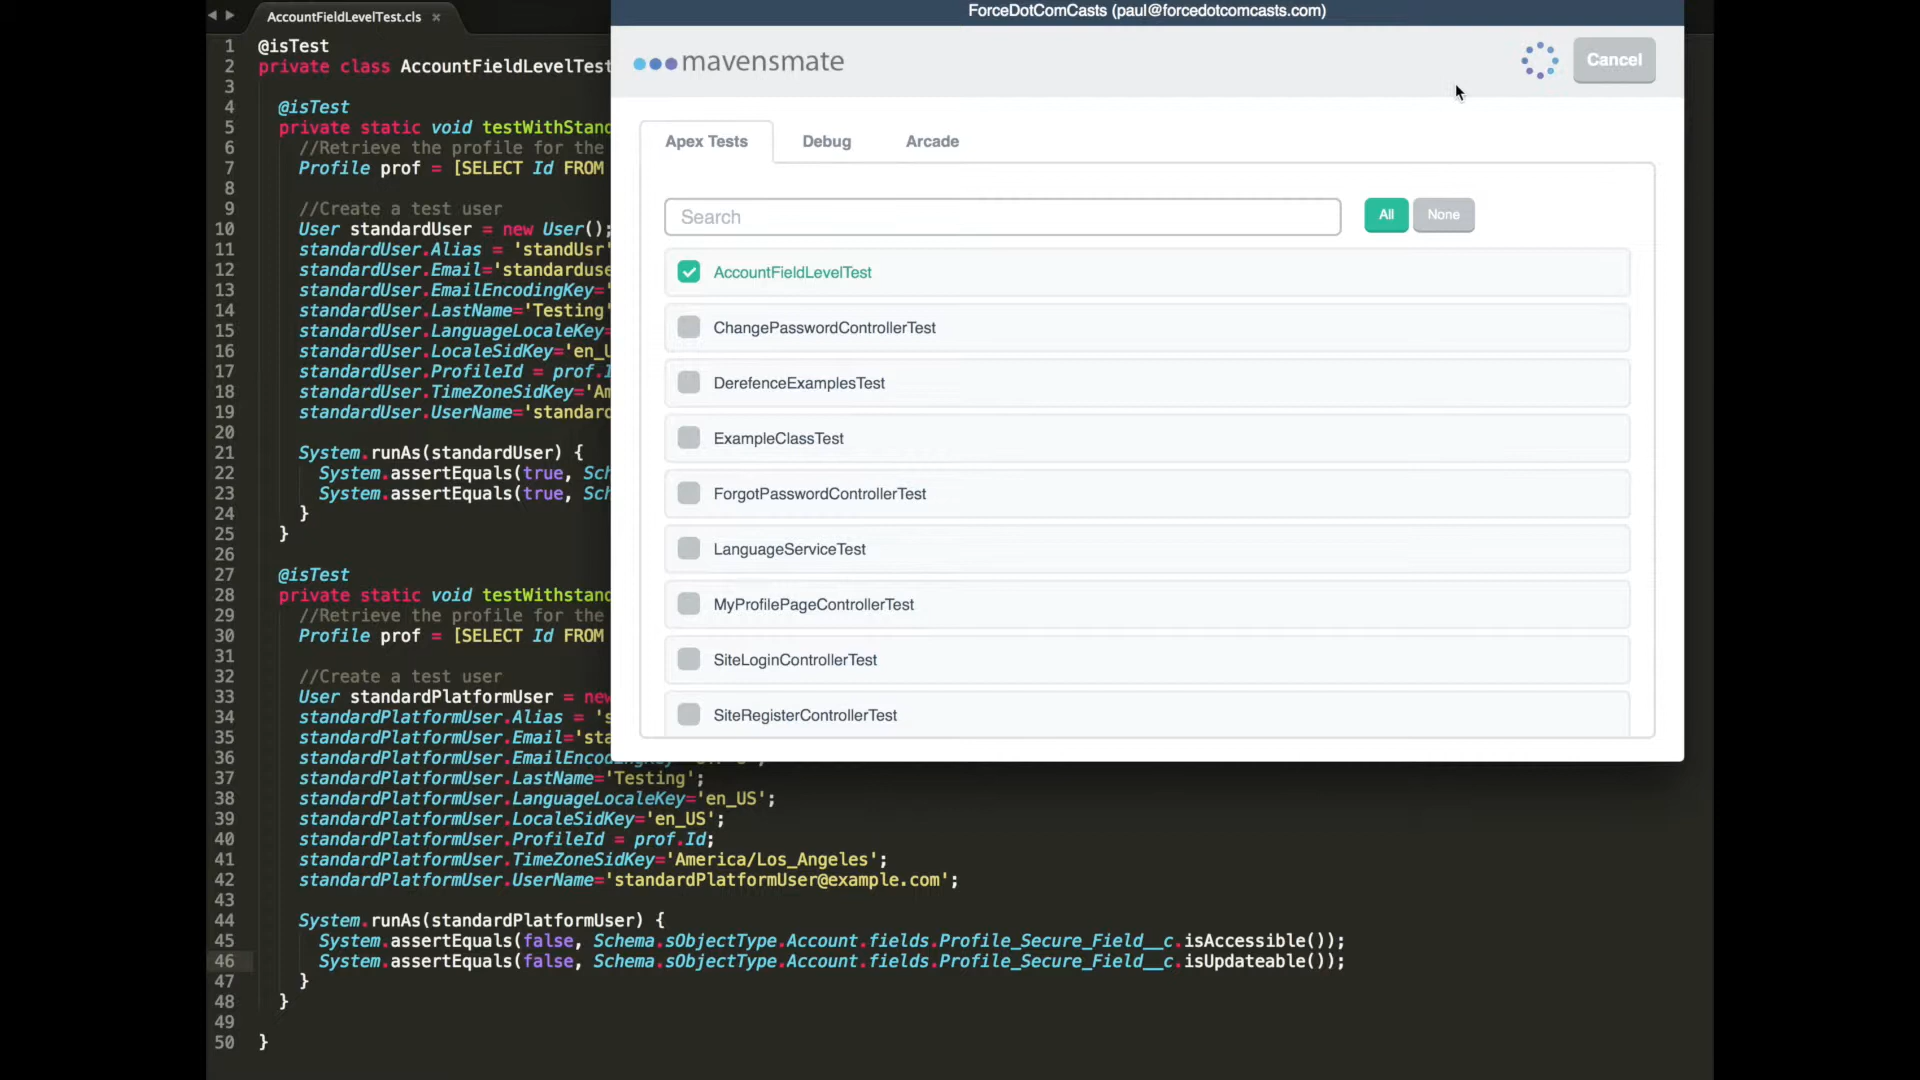 AccountFieldLevelTest.cls ×
ForceDotComCasts (paul@forcedotcomcasts.com)
mavensmate
Cancel
Apex Tests
Debug
Arcade
Search
All
None
AccountFieldLevelTest
ChangePasswordControllerTest
DerefenceExamplesTest
ExampleClassTest
ForgotPasswordControllerTest
LanguageServiceTest
MyProfilePageControllerTest
SiteLoginControllerTest
SiteRegisterControllerTest
1 @isTest
2 private class AccountFieldLevelTest
3
4 @isTest
5 private static void testWithStand
6 //Retrieve the profile for the
7 Profile prof = [SELECT Id FROM
8
9 //Create a test user
10 User standardUser = new User();
11 standardUser.Alias = 'standUsr'
12 standardUser.Email='standarduse
13 standardUser.EmailEncodingKey='
14 standardUser.LastName='Testing'
15 standardUser.LanguageLocaleKey=
16 standardUser.LocaleSidKey='en_U
17 standardUser.ProfileId = prof.I
18 standardUser.TimeZoneSidKey='Am
19 standardUser.UserName='standard
20
21 System.runAs(standardUser) {
22 System.assertEquals(true, Sch
23 System.assertEquals(true, Sch
24 }
25 }
26
27 @isTest
28 private static void testWithstand
29 //Retrieve the profile for the
30 Profile prof = [SELECT Id FROM
31
32 //Create a test user
33 User standardPlatformUser = new
34 standardPlatformUser.Alias = 's
35 standardPlatformUser.Email='sta
36 standardPlatformUser.EmailEncodingKey
37 standardPlatformUser.LastName='Testing';
38 standardPlatformUser.LanguageLocaleKey='en_US';
39 standardPlatformUser.LocaleSidKey='en_US';
40 standardPlatformUser.ProfileId = prof.Id;
41 standardPlatformUser.TimeZoneSidKey='America/Los_Angeles';
42 standardPlatformUser.UserName='standardPlatformUser@example.com';
43
44 System.runAs(standardPlatformUser) {
45 System.assertEquals(false, Schema.sObjectType.Account.fields.Profile_Secure_Field__c.isAccessible());
46 System.assertEquals(false, Schema.sObjectType.Account.fields.Profile_Secure_Field__c.isUpdateable());
47 }
48 }
49
50 }